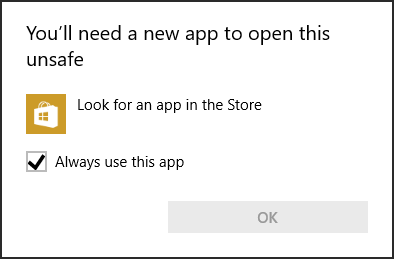 You’ll need a new app to open this
unsafe
Look for an app in the Store
Always use this app
OK